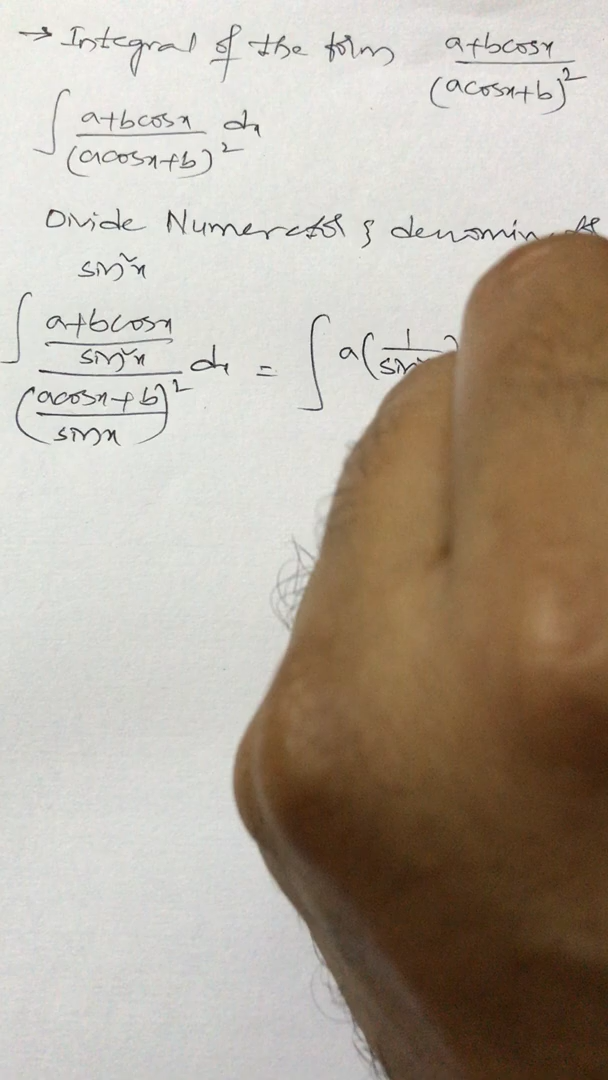 → Integral of the form a+bcosx/(acosx+b)²
∫ a+bcosx/(acosx+b)² dx
Divide Numerator & denomin
sin²x
∫ (a+bcosx/sin²x)/((acosx+b)/sinx)² dx = ∫ a(1/sin²